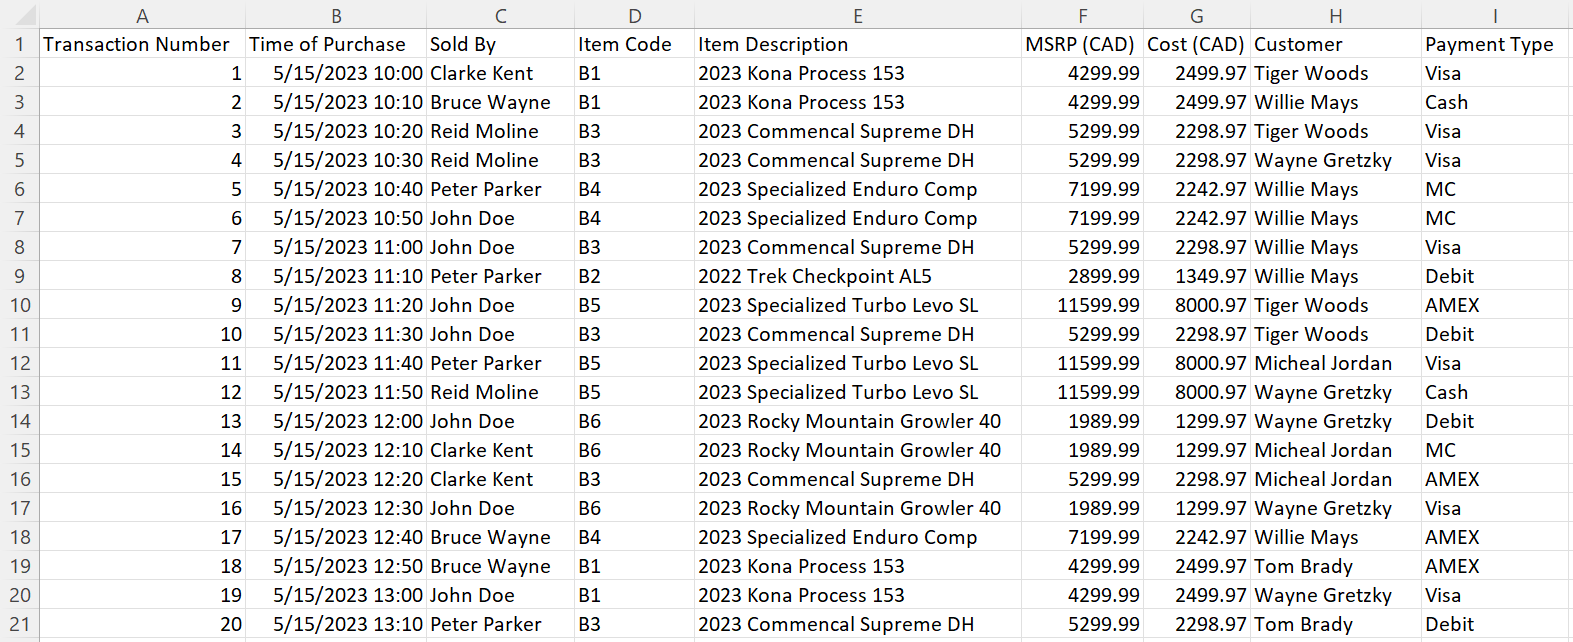 A B C D E F G H I
1 Transaction Number Time of Purchase Sold By Item Code Item Description MSRP (CAD) Cost (CAD) Customer Payment Type
2 1 5/15/2023 10:00 Clarke Kent B1 2023 Kona Process 153 4299.99 2499.97 Tiger Woods Visa
3 2 5/15/2023 10:10 Bruce Wayne B1 2023 Kona Process 153 4299.99 2499.97 Willie Mays Cash
4 3 5/15/2023 10:20 Reid Moline B3 2023 Commencal Supreme DH 5299.99 2298.97 Tiger Woods Visa
5 4 5/15/2023 10:30 Reid Moline B3 2023 Commencal Supreme DH 5299.99 2298.97 Wayne Gretzky Visa
6 5 5/15/2023 10:40 Peter Parker B4 2023 Specialized Enduro Comp 7199.99 2242.97 Willie Mays MC
7 6 5/15/2023 10:50 John Doe B4 2023 Specialized Enduro Comp 7199.99 2242.97 Willie Mays MC
8 7 5/15/2023 11:00 John Doe B3 2023 Commencal Supreme DH 5299.99 2298.97 Willie Mays Visa
9 8 5/15/2023 11:10 Peter Parker B2 2022 Trek Checkpoint AL5 2899.99 1349.97 Willie Mays Debit
10 9 5/15/2023 11:20 John Doe B5 2023 Specialized Turbo Levo SL 11599.99 8000.97 Tiger Woods AMEX
11 10 5/15/2023 11:30 John Doe B3 2023 Commencal Supreme DH 5299.99 2298.97 Tiger Woods Debit
12 11 5/15/2023 11:40 Peter Parker B5 2023 Specialized Turbo Levo SL 11599.99 8000.97 Micheal Jordan Visa
13 12 5/15/2023 11:50 Reid Moline B5 2023 Specialized Turbo Levo SL 11599.99 8000.97 Wayne Gretzky Cash
14 13 5/15/2023 12:00 John Doe B6 2023 Rocky Mountain Growler 40 1989.99 1299.97 Wayne Gretzky Debit
15 14 5/15/2023 12:10 Clarke Kent B6 2023 Rocky Mountain Growler 40 1989.99 1299.97 Micheal Jordan MC
16 15 5/15/2023 12:20 Clarke Kent B3 2023 Commencal Supreme DH 5299.99 2298.97 Micheal Jordan AMEX
17 16 5/15/2023 12:30 John Doe B6 2023 Rocky Mountain Growler 40 1989.99 1299.97 Wayne Gretzky Visa
18 17 5/15/2023 12:40 Bruce Wayne B4 2023 Specialized Enduro Comp 7199.99 2242.97 Willie Mays AMEX
19 18 5/15/2023 12:50 Bruce Wayne B1 2023 Kona Process 153 4299.99 2499.97 Tom Brady AMEX
20 19 5/15/2023 13:00 John Doe B1 2023 Kona Process 153 4299.99 2499.97 Wayne Gretzky Visa
21 20 5/15/2023 13:10 Peter Parker B3 2023 Commencal Supreme DH 5299.99 2298.97 Tom Brady Debit